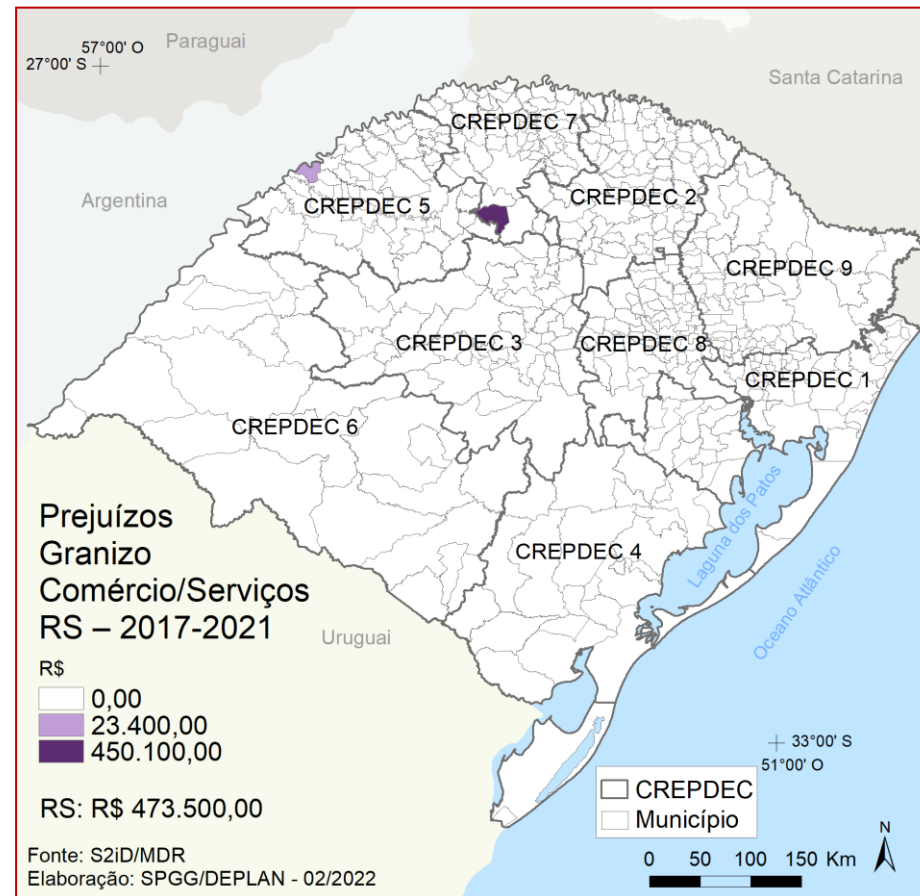 Paraguai
57°00' O
27°00' S
Santa Catarina
CREPDEC 7
Argentina
CREPDEC 5
CREPDEC 2
CREPDEC 9
CREPDEC 3
CREPDEC 8
CREPDEC 1
CREPDEC 6
CREPDEC 4
Laguna dos Patos
Oceano Atlântico
Uruguai
Prejuízos
Granizo
Comércio/Serviços
RS – 2017-2021
R$
0,00
23.400,00
450.100,00
RS: R$ 473.500,00
33°00' S
51°00' O
CREPDEC
Município
N
0 50 100 150 Km
Fonte: S2iD/MDR
Elaboração: SPGG/DEPLAN - 02/2022